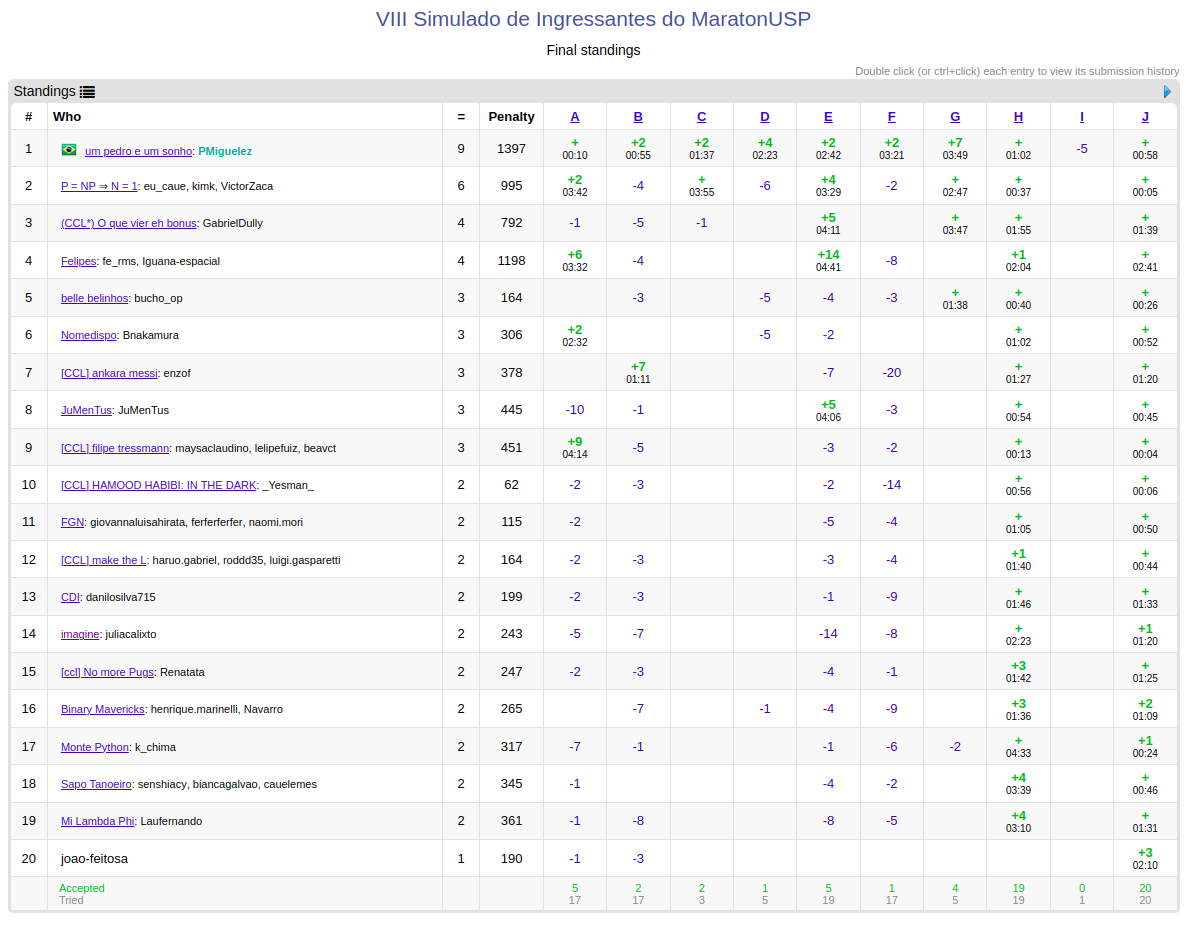 VIII Simulado de Ingressantes do MaratonUSP
Final standings
Double click (or ctrl+click) each entry to view its submission history
Standings
# Who = Penalty A B C D E F G H I J
1 um pedro e um sonho: PMiguelez 9 1397 + +2 +2 +4 +2 +2 +7 + -5 +
00:10 00:55 01:37 02:23 02:42 03:21 03:49 01:02 00:58
2 P = NP ⇒ N = 1: eu_caue, kimk, VictorZaca 6 995 +2 -4 + -6 +4 -2 + + +
03:42 03:55 03:29 02:47 00:37 00:05
3 (CCL*) O que vier eh bonus: GabrielDully 4 792 -1 -5 -1 +5 + + +
04:11 03:47 01:55 01:39
4 Felipes: fe_rms, Iguana-espacial 4 1198 +6 -4 +14 -8 +1 +
03:32 04:41 02:04 02:41
5 belle belinhos: bucho_op 3 164 -3 -5 -4 -3 + + +
01:38 00:40 00:26
6 Nomedispo: Bnakamura 3 306 +2 -5 -2 + +
02:32 01:02 00:52
7 [CCL] ankara messi: enzof 3 378 +7 -7 -20 + +
01:11 01:27 01:20
8 JuMenTus: JuMenTus 3 445 -10 -1 +5 -3 + +
04:06 00:54 00:45
9 [CCL] filipe tressmann: maysaclaudino, lelipefuiz, beavct 3 451 +9 -5 -3 -2 + +
04:14 00:13 00:04
10 [CCL] HAMOOD HABIBI: IN THE DARK: _Yesman_ 2 62 -2 -3 -2 -14 + +
00:56 00:06
11 FGN: giovannaluisahirata, ferferferfer, naomi.mori 2 115 -2 -5 -4 + +
01:05 00:50
12 [CCL] make the L: haruo.gabriel, roddd35, luigi.gasparetti 2 164 -2 -3 -3 -4 +1 +
01:40 00:44
13 CDI: danilosilva715 2 199 -2 -3 -1 -9 + +
01:46 01:33
14 imagine: juliacalixto 2 243 -5 -7 -14 -8 + +1
02:23 01:20
15 [ccl] No more Pugs: Renatata 2 247 -2 -3 -4 -1 +3 +
01:42 01:25
16 Binary Mavericks: henrique.marinelli, Navarro 2 265 -7 -1 -4 -9 +3 +2
01:36 01:09
17 Monte Python: k_chima 2 317 -7 -1 -1 -6 -2 + +1
04:33 00:24
18 Sapo Tanoeiro: senshiacy, biancagalvao, cauelemes 2 345 -1 -4 -2 +4 +
03:39 00:46
19 Mi Lambda Phi: Laufernando 2 361 -1 -8 -8 -5 +4 +
03:10 01:31
20 joao-feitosa 1 190 -1 -3 +3
02:10
Accepted 5 2 2 1 5 1 4 19 0 20
Tried 17 17 3 5 19 17 5 19 1 20